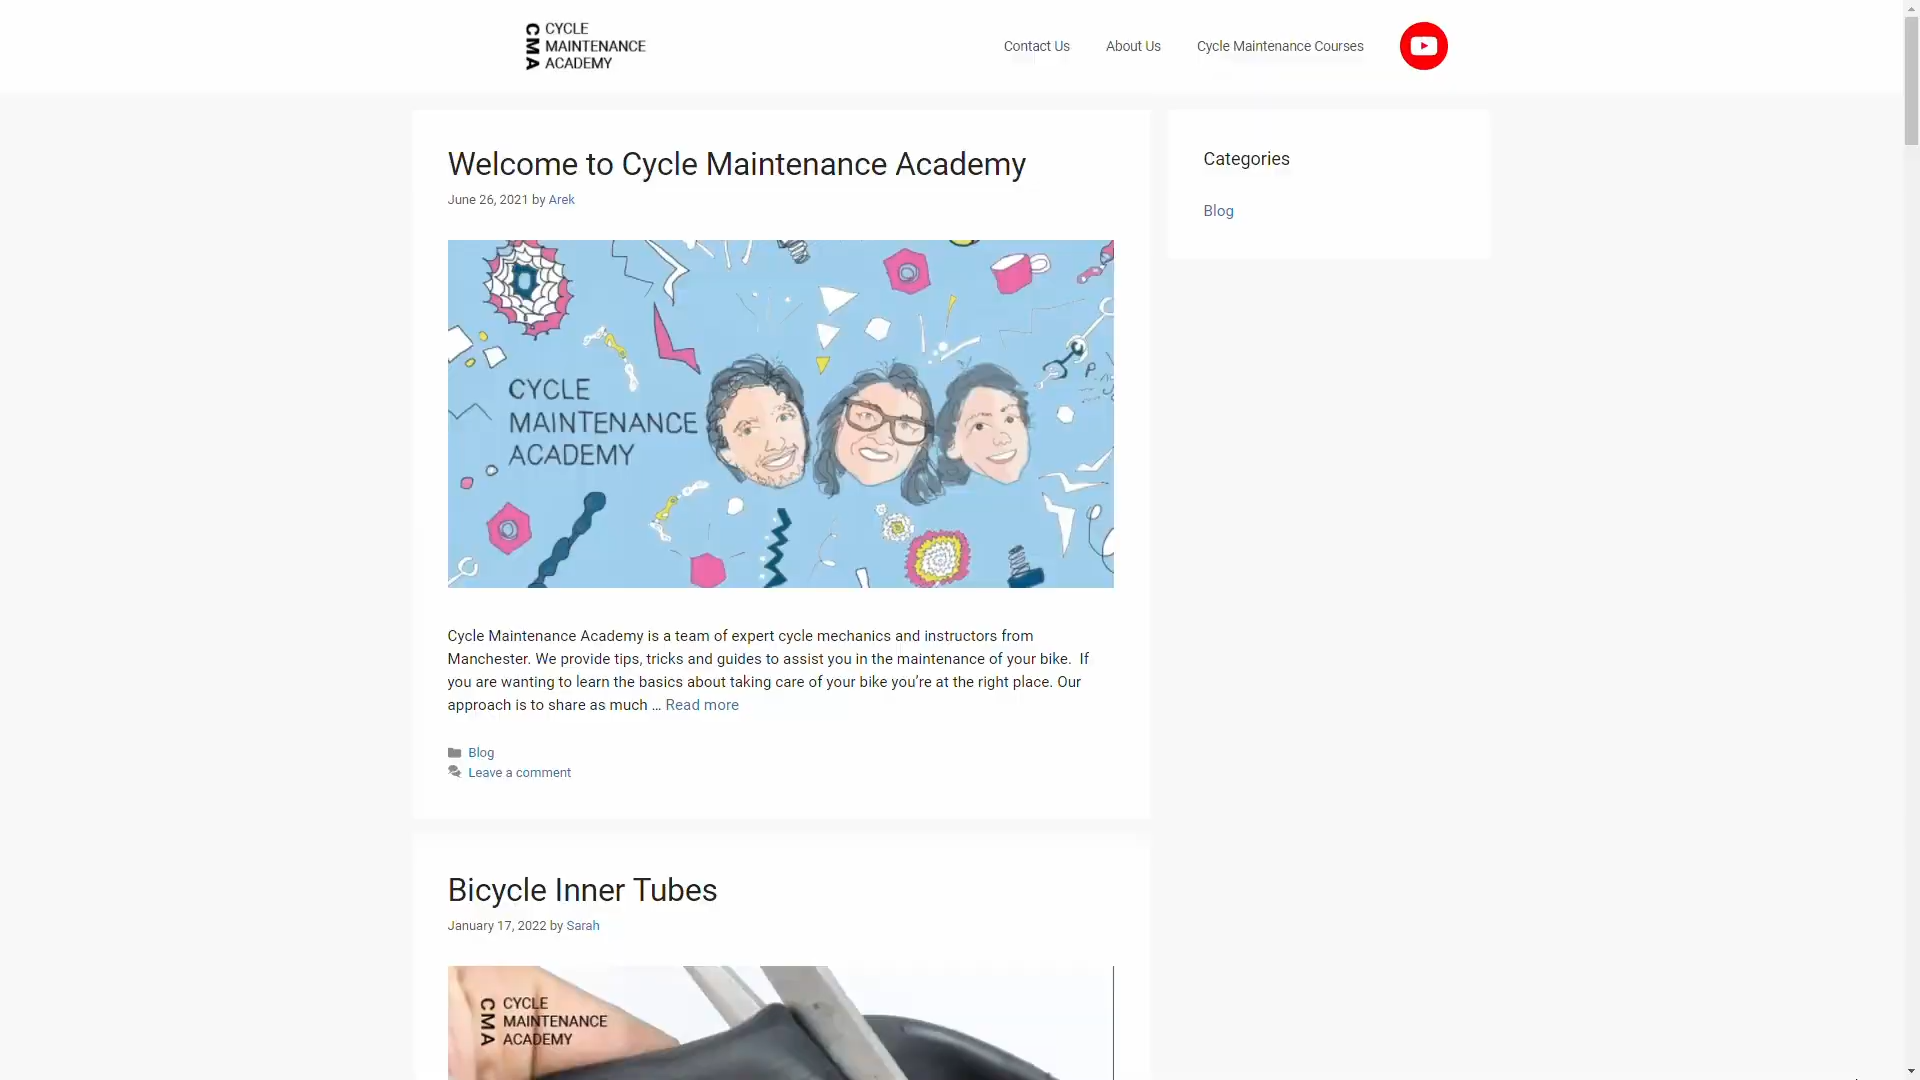 CMA
CYCLE
MAINTENANCE
ACADEMY
Contact Us
About Us
Cycle Maintenance Courses
Welcome to Cycle Maintenance Academy
June 26, 2021 by Arek
CYCLE
MAINTENANCE
ACADEMY
Cycle Maintenance Academy is a team of expert cycle mechanics and instructors from
Manchester. We provide tips, tricks and guides to assist you in the maintenance of your bike.  If
you are wanting to learn the basics about taking care of your bike you’re at the right place. Our
approach is to share as much … Read more
Blog
Leave a comment
Bicycle Inner Tubes
January 17, 2022 by Sarah
CMA
CYCLE
MAINTENANCE
ACADEMY
Categories
Blog